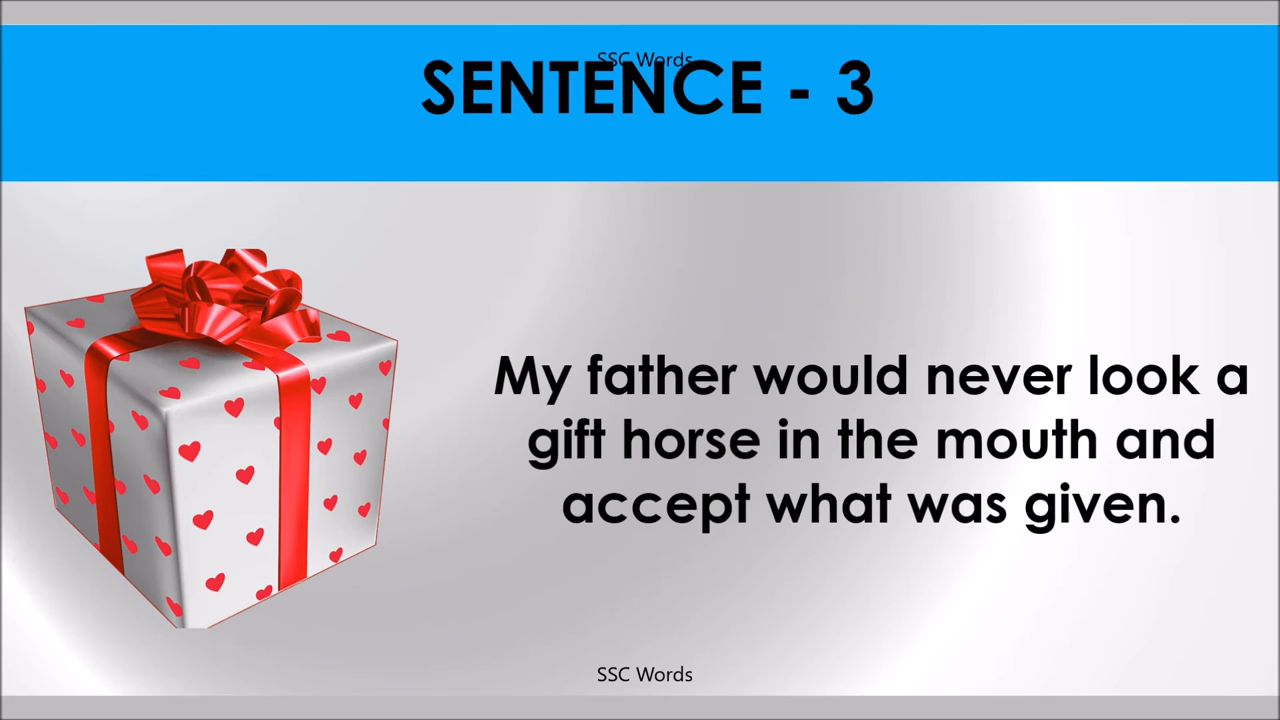 SSC Words
SENTENCE - 3
My father would never look a
gift horse in the mouth and
accept what was given.
SSC Words